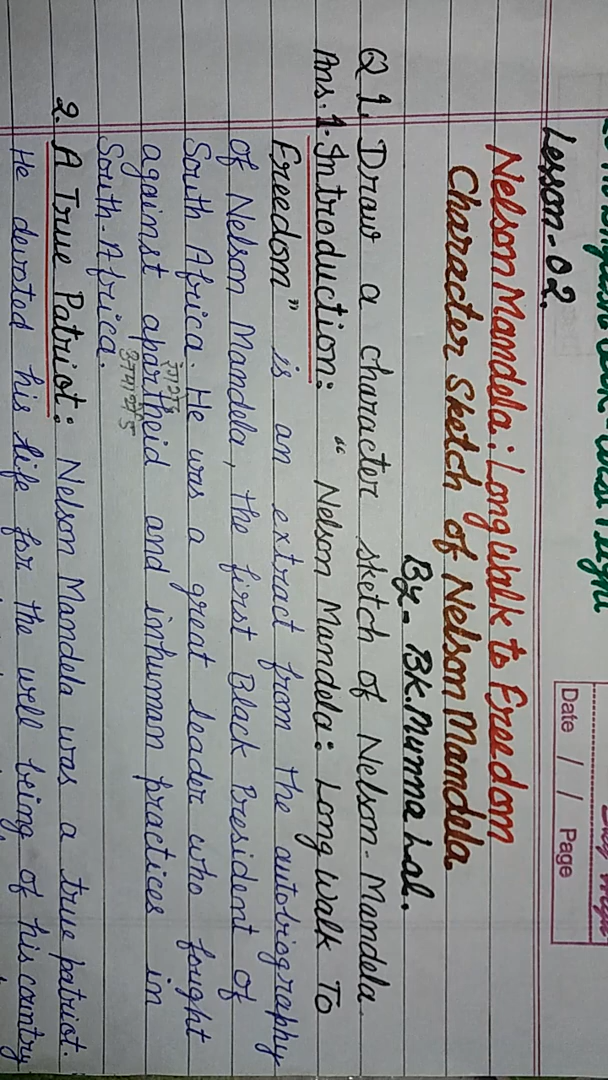 Date / / Page
Lesson-02.
Nelson Mandela: Long Walk to Freedom
Character Sketch of Nelson Mandela.
By- BK. Munna Lal.
Q 1. Draw a character sketch of Nelson-Mandela.
Ans. 1. Introduction: " Nelson Mandela: Long Walk To
Freedom" is an extract from the autobiography
of Nelson Mandela, the first Black President of
South Africa. He was a great leader who fought
against apartheid and inhuman practices in
South-Africa.
2. A True Patriot: Nelson Mandela was a true patriot.
He devoted his life for the well being of his country